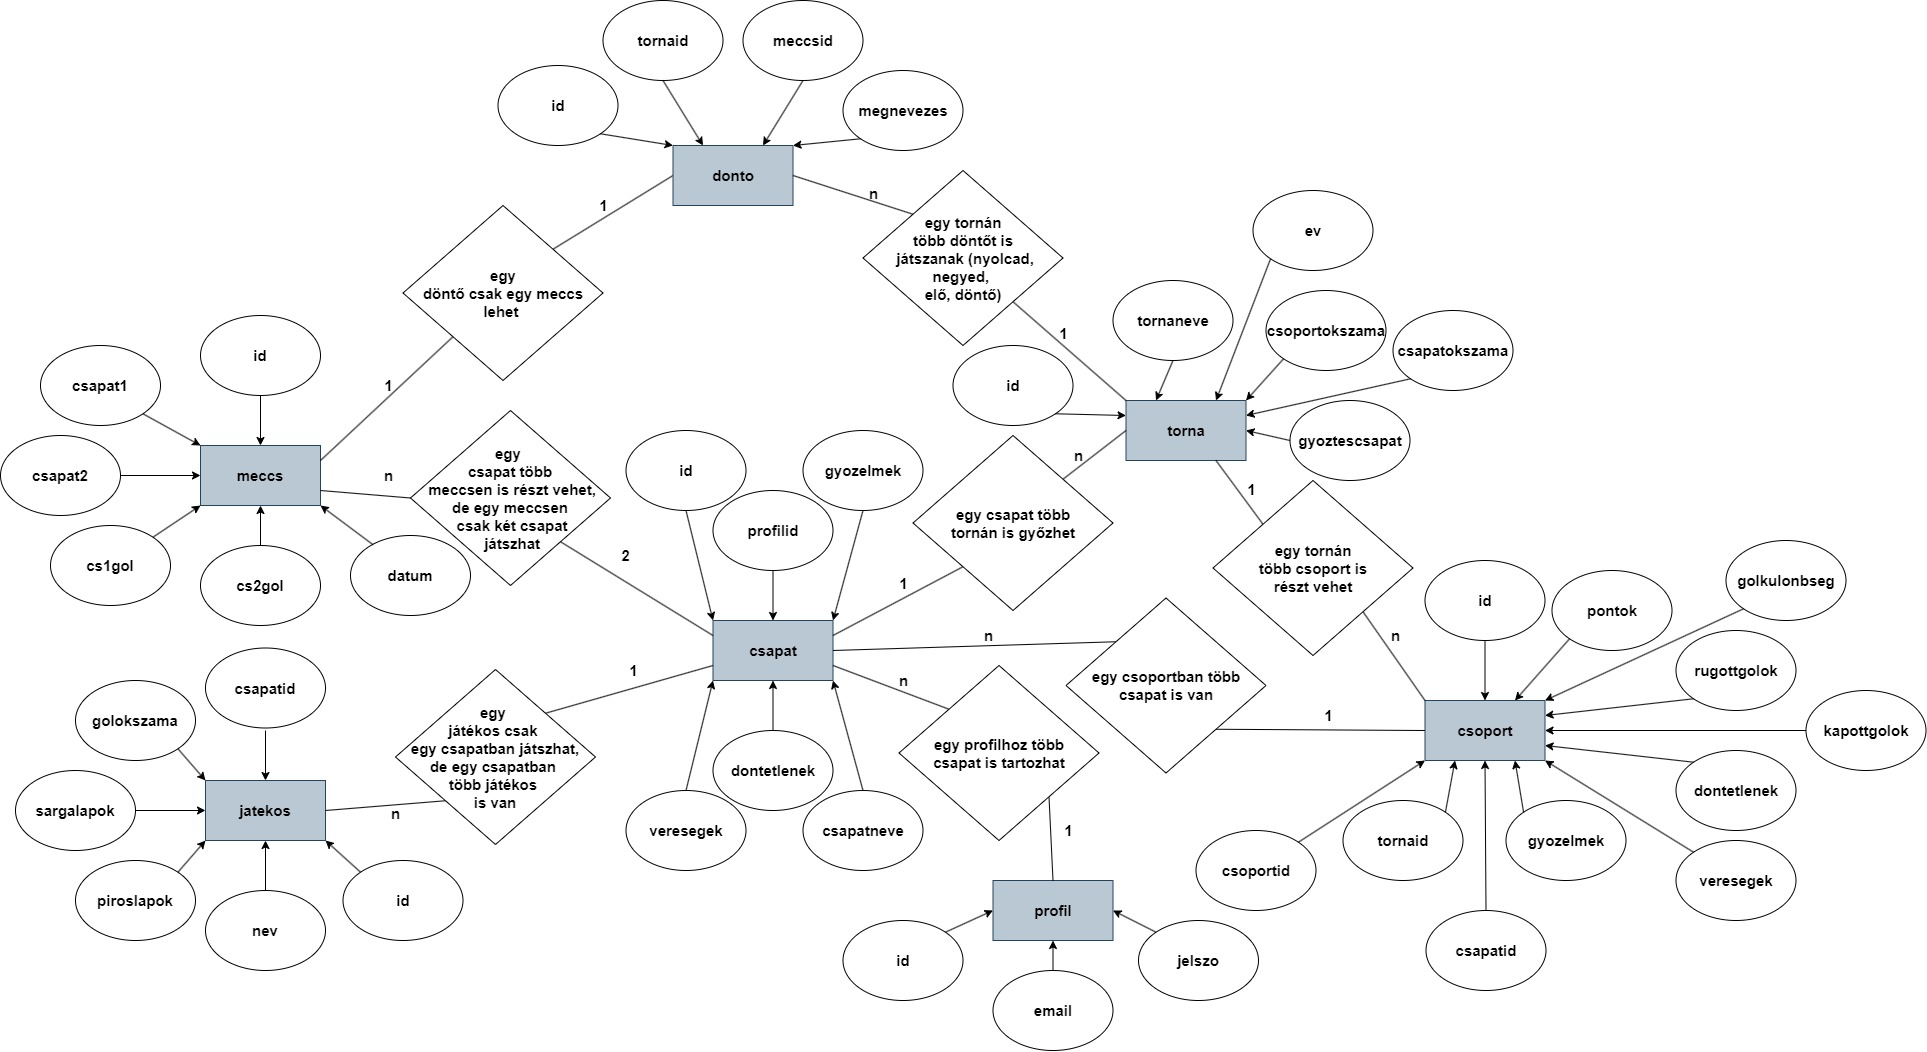 tornaid
meccsid
id
megnevezes
donto
n
1
egy tornán
több döntőt is
játszanak (nyolcad,
negyed,
elő, döntő)
ev
egy
döntő csak egy meccs
lehet
tornaneve
csoportokszama
csapatokszama
1
id
csapat1
1
id
torna
gyoztescsapat
meccs
csapat2
n
egy
csapat több
meccsen is részt vehet,
de egy meccsen
csak két csapat
játszhat
id
gyozelmek
n
1
profilid
egy csapat több
tornán is győzhet
cs1gol
cs2gol
datum
2
1
egy tornán
több csoport is
részt vehet
id
pontok
golkulonbseg
n
n
csapat
1
n
egy csoportban több
csapat is van
rugottgolok
csapatid
golokszama
egy
játékos csak
egy csapatban játszhat,
de egy csapatban
több játékos
is van
1
csoport
kapottgolok
egy profilhoz több
csapat is tartozhat
dontetlenek
dontetlenek
sargalapok
jatekos
n
veresegek
csapatneve
1
tornaid
gyozelmek
csoportid
veresegek
piroslapok
id
nev
profil
id
jelszo
csapatid
email